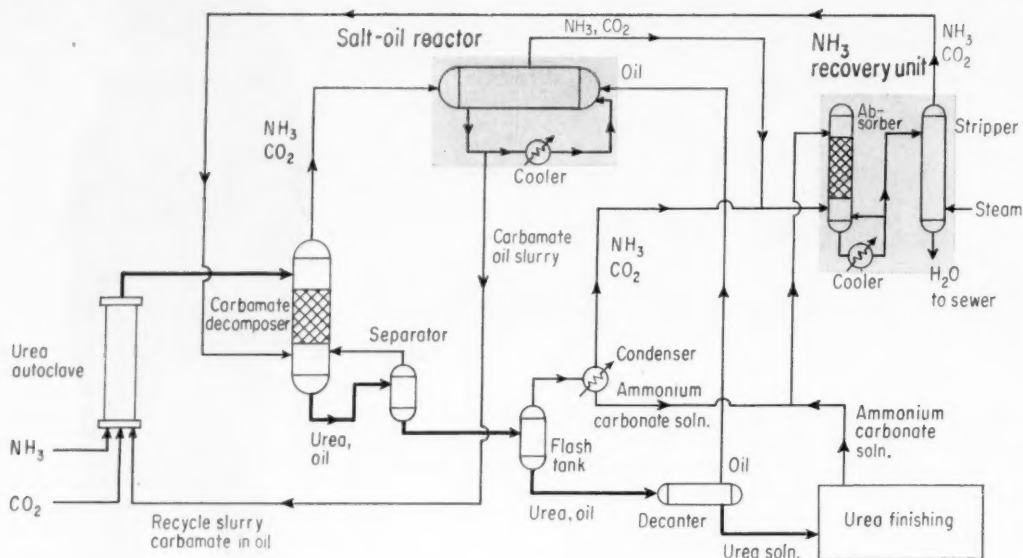 NH3, CO2
Salt-oil reactor
Oil
NH3
CO2
NH3
recovery unit
NH3
CO2
Cooler
Ab-
sorber
Stripper
Steam
Cooler
H2O
to sewer
Carbamate
oil slurry
NH3
CO2
Carbamate
decomposer
Separator
Urea
autoclave
Condenser
Ammonium
carbonate soln.
Ammonium
carbonate
soln.
Urea,
oil
Flash
tank
Oil
NH3
CO2
Urea, oil
Decanter
Urea finishing
Recycle slurry
carbamate in oil
Urea soln.